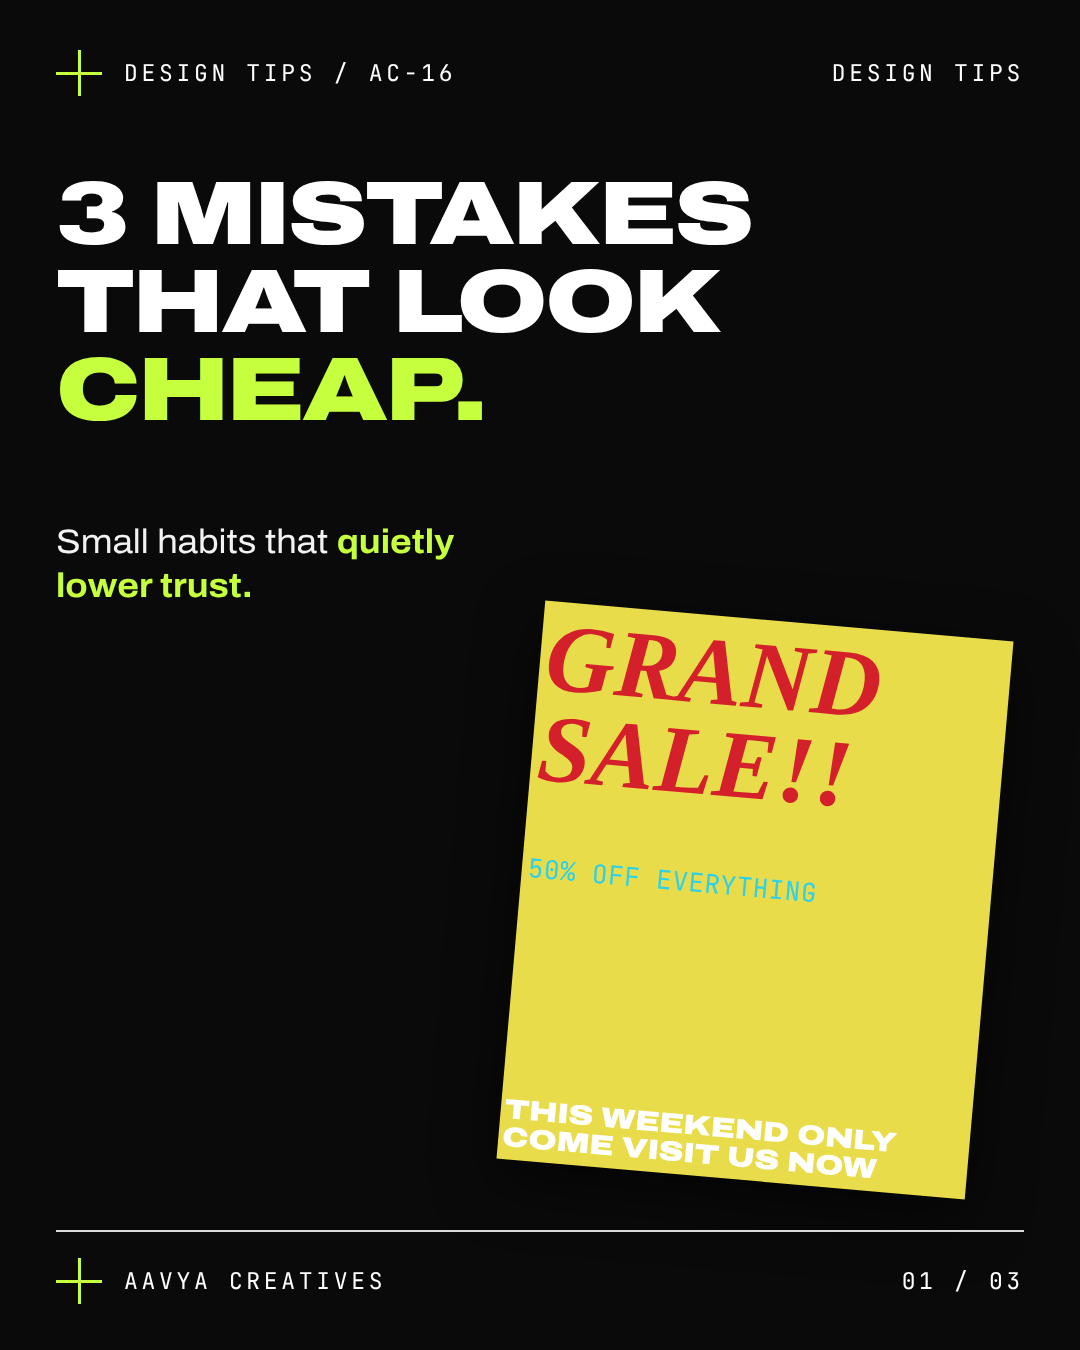 DESIGN TIPS / AC-16
DESIGN TIPS
3 MISTAKES
THAT LOOK
CHEAP.
Small habits that quietly
lower trust.
GRAND
SALE!!
50% OFF EVERYTHING
THIS WEEKEND ONLY
COME VISIT US NOW
AAVYA CREATIVES
01 / 03